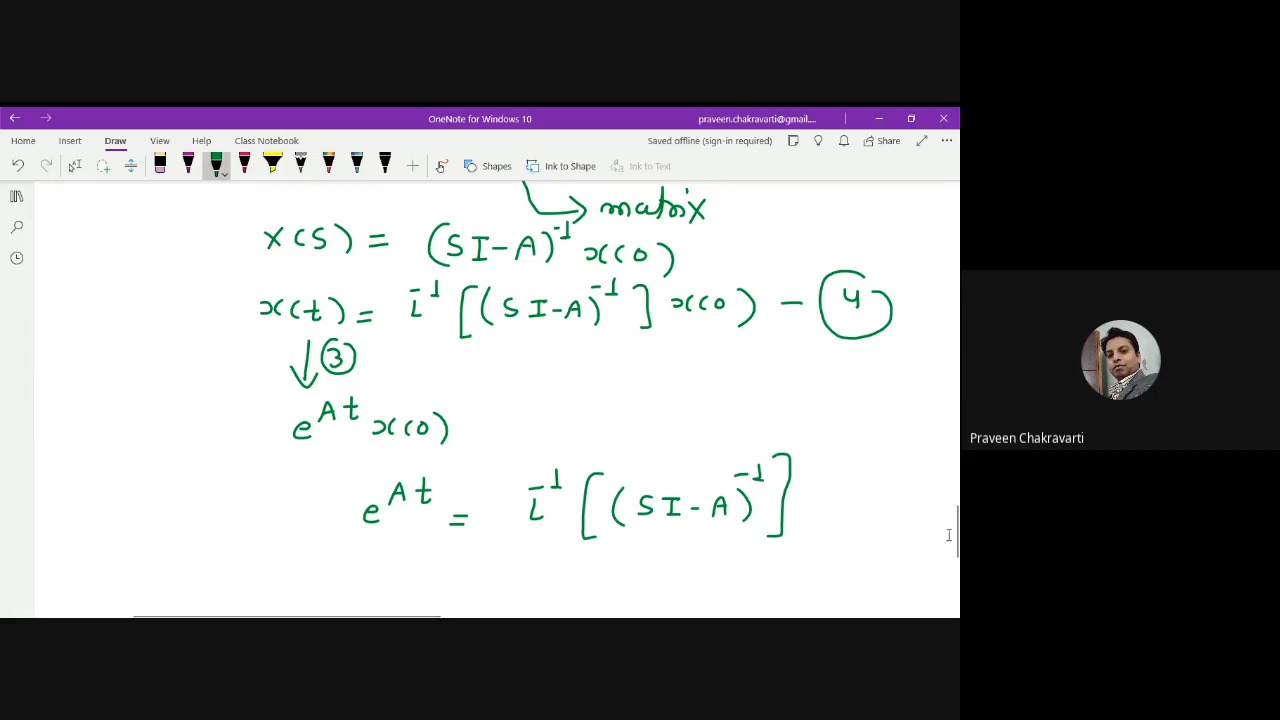 OneNote for Windows 10
praveen.chakravarti@gmail....
Home Insert Draw View Help Class Notebook
Saved offline (sign-in required)
Share
Shapes Ink to Shape Ink to Text
→ matrix
X(S) = (SI-A)⁻¹ x(0)
x(t) = L⁻¹ [(SI-A)⁻¹] x(0) - ④
↓ ③
e^At x(0)
e^At = L⁻¹ [(SI-A)⁻¹]
Praveen Chakravarti